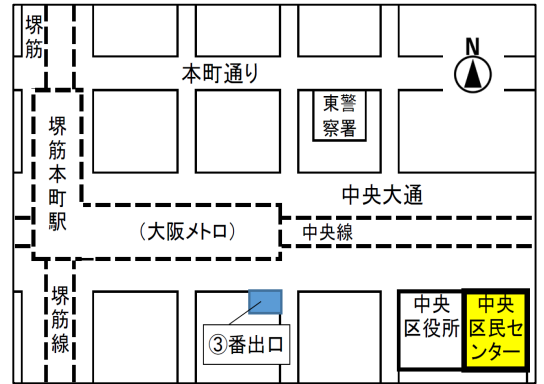 堺筋
本町通り
N
東警
察署
堺筋本町駅
中央大通
(大阪メトロ)
中央線
堺筋線
③番出口
中央
区役所
中央
区民セ
ンター